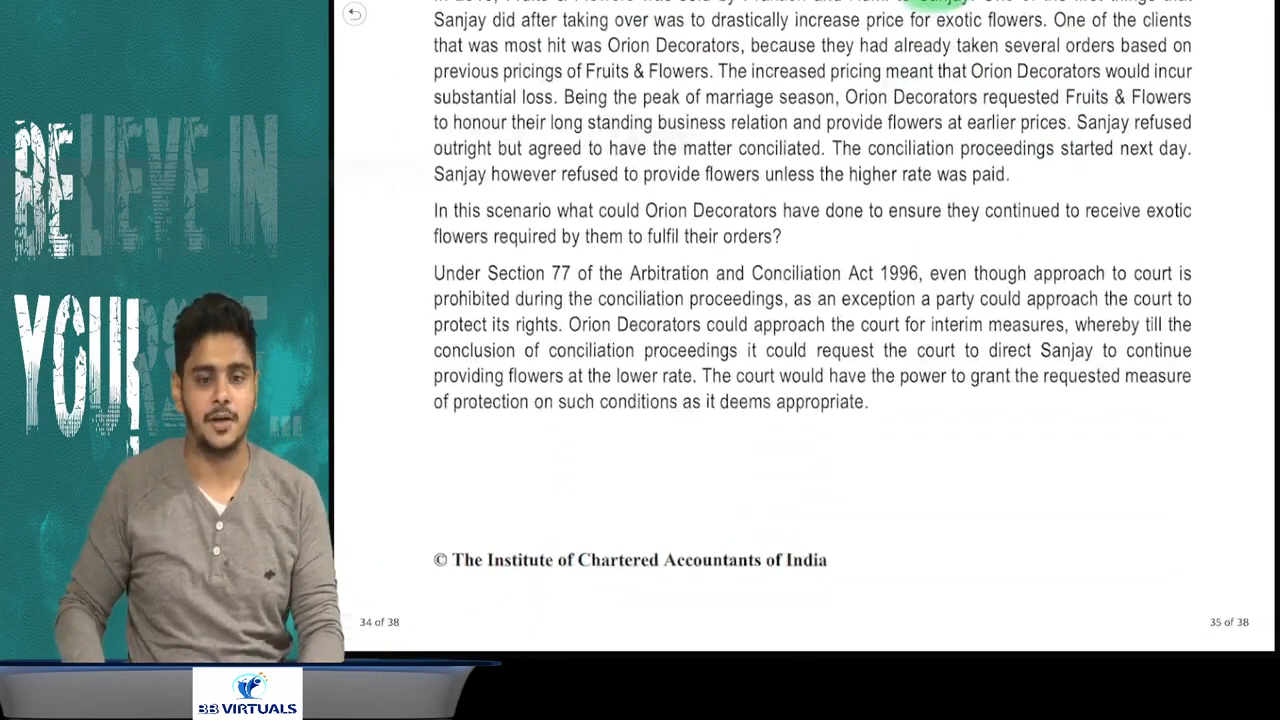 BELIEVE IN
YOURSELF...
Sanjay did after taking over was to drastically increase price for exotic flowers. One of the clients
that was most hit was Orion Decorators, because they had already taken several orders based on
previous pricings of Fruits & Flowers. The increased pricing meant that Orion Decorators would incur
substantial loss. Being the peak of marriage season, Orion Decorators requested Fruits & Flowers
to honour their long standing business relation and provide flowers at earlier prices. Sanjay refused
outright but agreed to have the matter conciliated. The conciliation proceedings started next day.
Sanjay however refused to provide flowers unless the higher rate was paid.
In this scenario what could Orion Decorators have done to ensure they continued to receive exotic
flowers required by them to fulfil their orders?
Under Section 77 of the Arbitration and Conciliation Act 1996, even though approach to court is
prohibited during the conciliation proceedings, as an exception a party could approach the court to
protect its rights. Orion Decorators could approach the court for interim measures, whereby till the
conclusion of conciliation proceedings it could request the court to direct Sanjay to continue
providing flowers at the lower rate. The court would have the power to grant the requested measure
of protection on such conditions as it deems appropriate.
© The Institute of Chartered Accountants of India
34 of 38
35 of 38
BB VIRTUALS